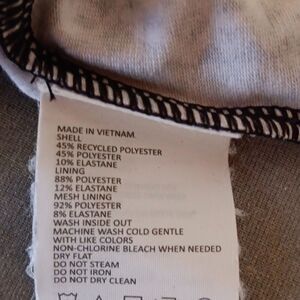 MADE IN VIETNAM
SHELL
45% RECYCLED POLYESTER
45% POLYESTER
10% ELASTANE
LINING
88% POLYESTER
12% ELASTANE
MESH LINING
92% POLYESTER
8% ELASTANE
WASH INSIDE OUT
MACHINE WASH COLD GENTLE
WITH LIKE COLORS
NON-CHLORINE BLEACH WHEN NEEDED
DRY FLAT
DO NOT STEAM
DO NOT IRON
DO NOT DRY CLEAN